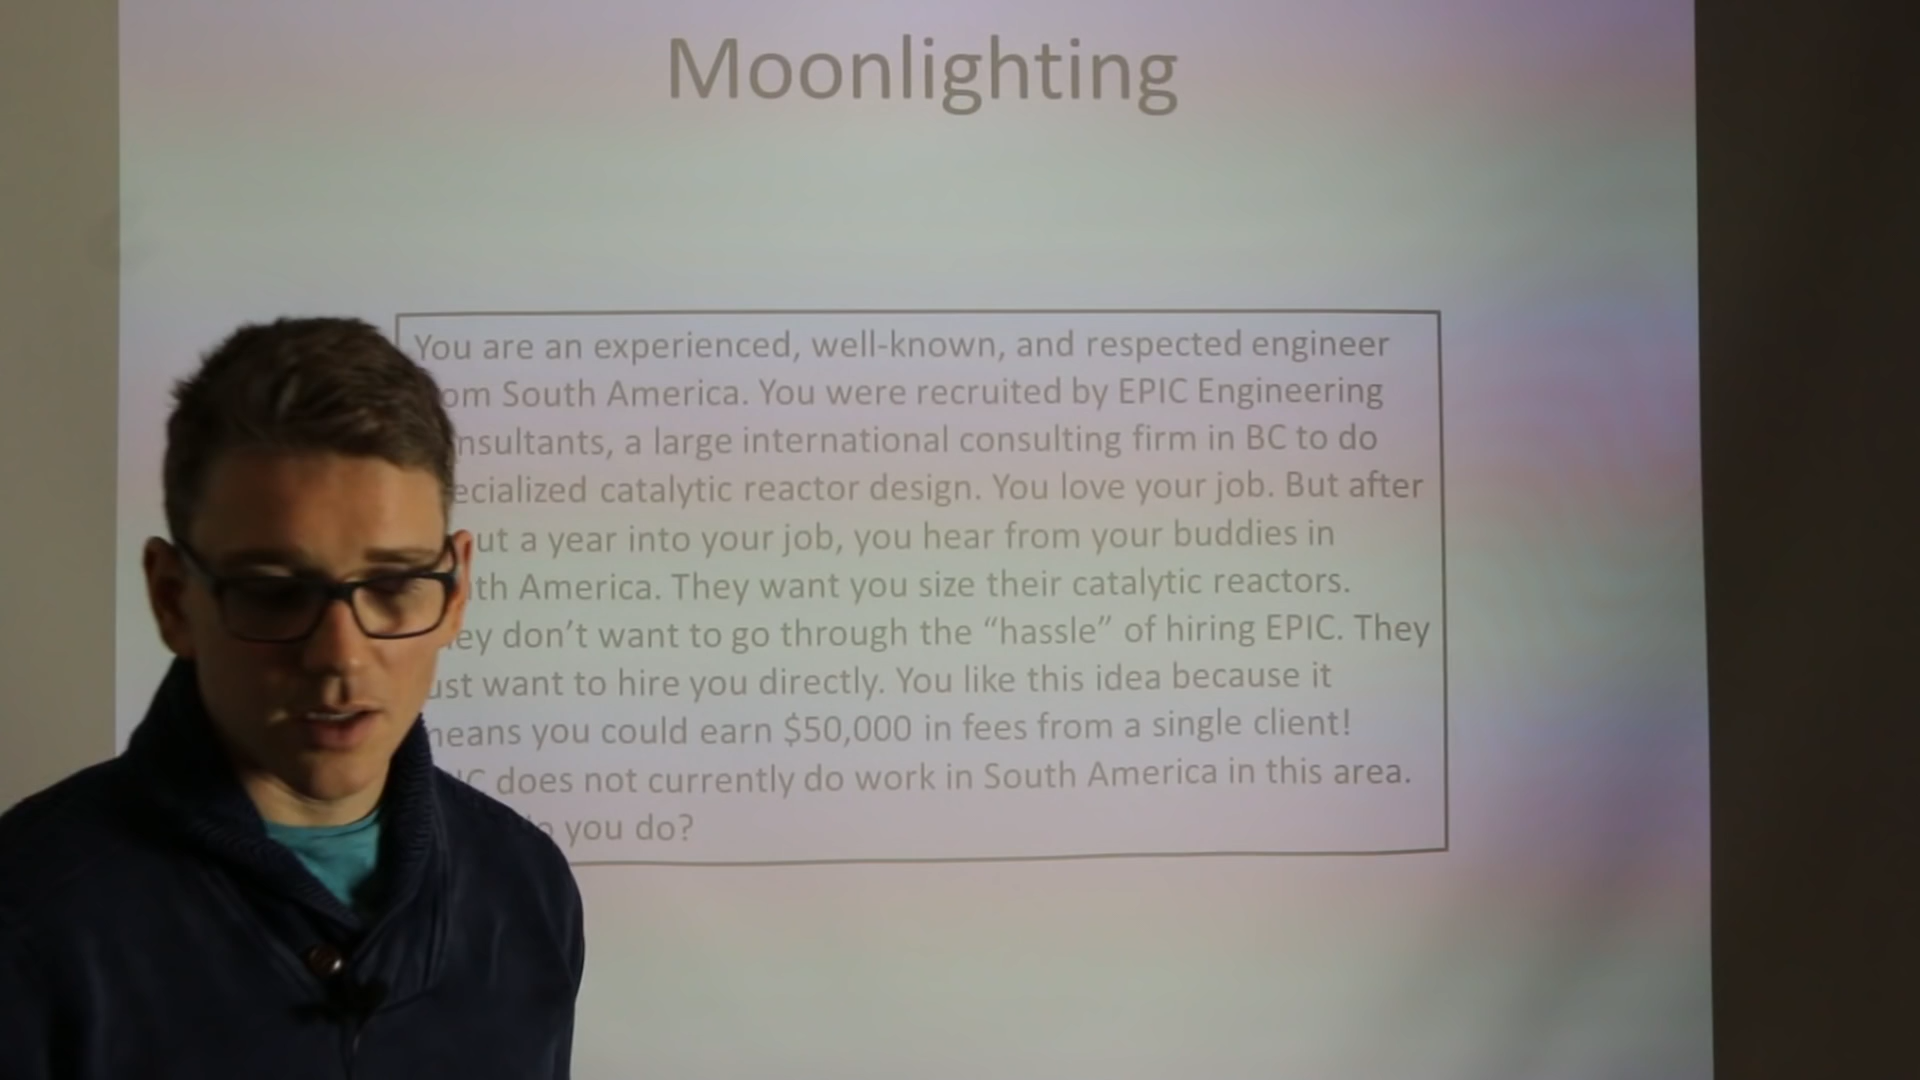 Moonlighting
You are an experienced, well-known, and respected engineer
om South America. You were recruited by EPIC Engineering
nsultants, a large international consulting firm in BC to do
ecialized catalytic reactor design. You love your job. But after
ut a year into your job, you hear from your buddies in
th America. They want you size their catalytic reactors.
ey don't want to go through the “hassle” of hiring EPIC. They
ust want to hire you directly. You like this idea because it
means you could earn $50,000 in fees from a single client!
IC does not currently do work in South America in this area.
do you do?